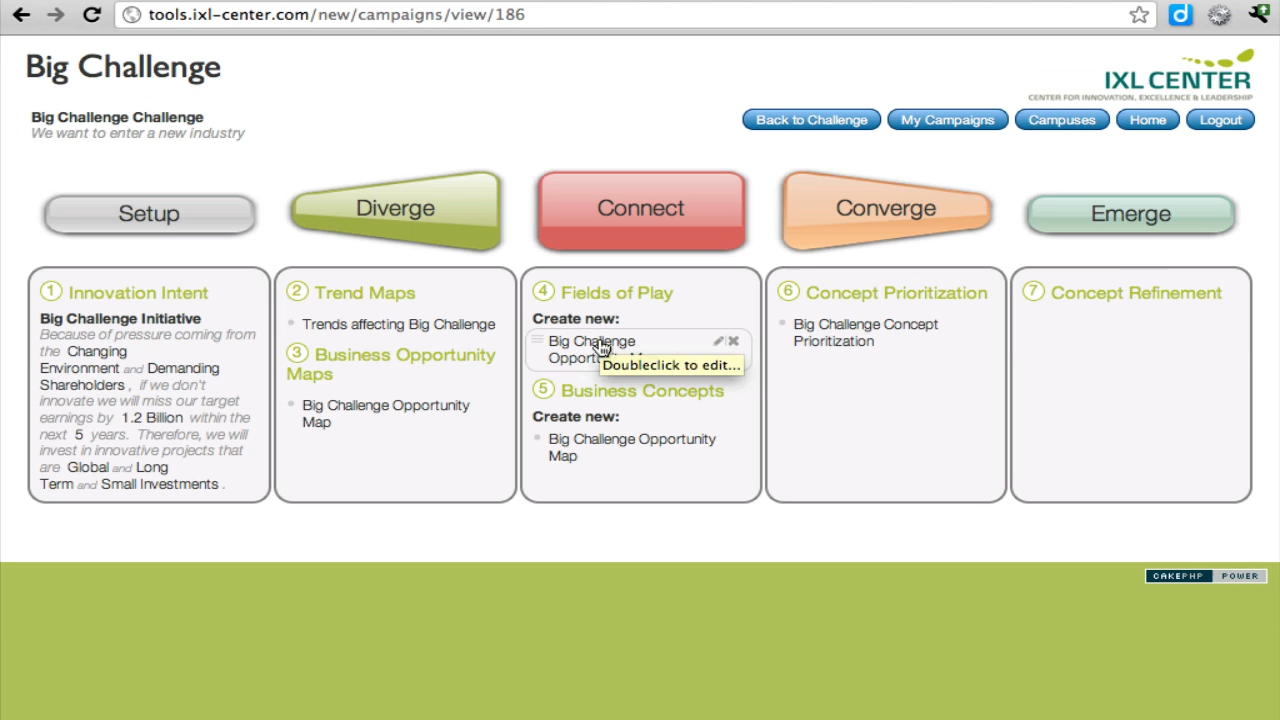 tools.ixl-center.com/new/campaigns/view/186
Big Challenge
IXL CENTER
CENTER FOR INNOVATION, EXCELLENCE & LEADERSHIP
Big Challenge Challenge
We want to enter a new industry
Back to Challenge
My Campaigns
Campuses
Home
Logout
Setup
Diverge
Connect
Converge
Emerge
1 Innovation Intent
Big Challenge Initiative
Because of pressure coming from
the Changing
Environment and Demanding
Shareholders , if we don't
innovate we will miss our target
earnings by 1.2 Billion within the
next 5 years. Therefore, we will
invest in innovative projects that
are Global and Long
Term and Small Investments .
2 Trend Maps
Trends affecting Big Challenge
3 Business Opportunity
Maps
Big Challenge Opportunity
Map
4 Fields of Play
Create new:
Big Challenge
Doubleclick to edit...
5 Business Concepts
Create new:
Big Challenge Opportunity
Map
6 Concept Prioritization
Big Challenge Concept
Prioritization
7 Concept Refinement
CAKEPHP POWER